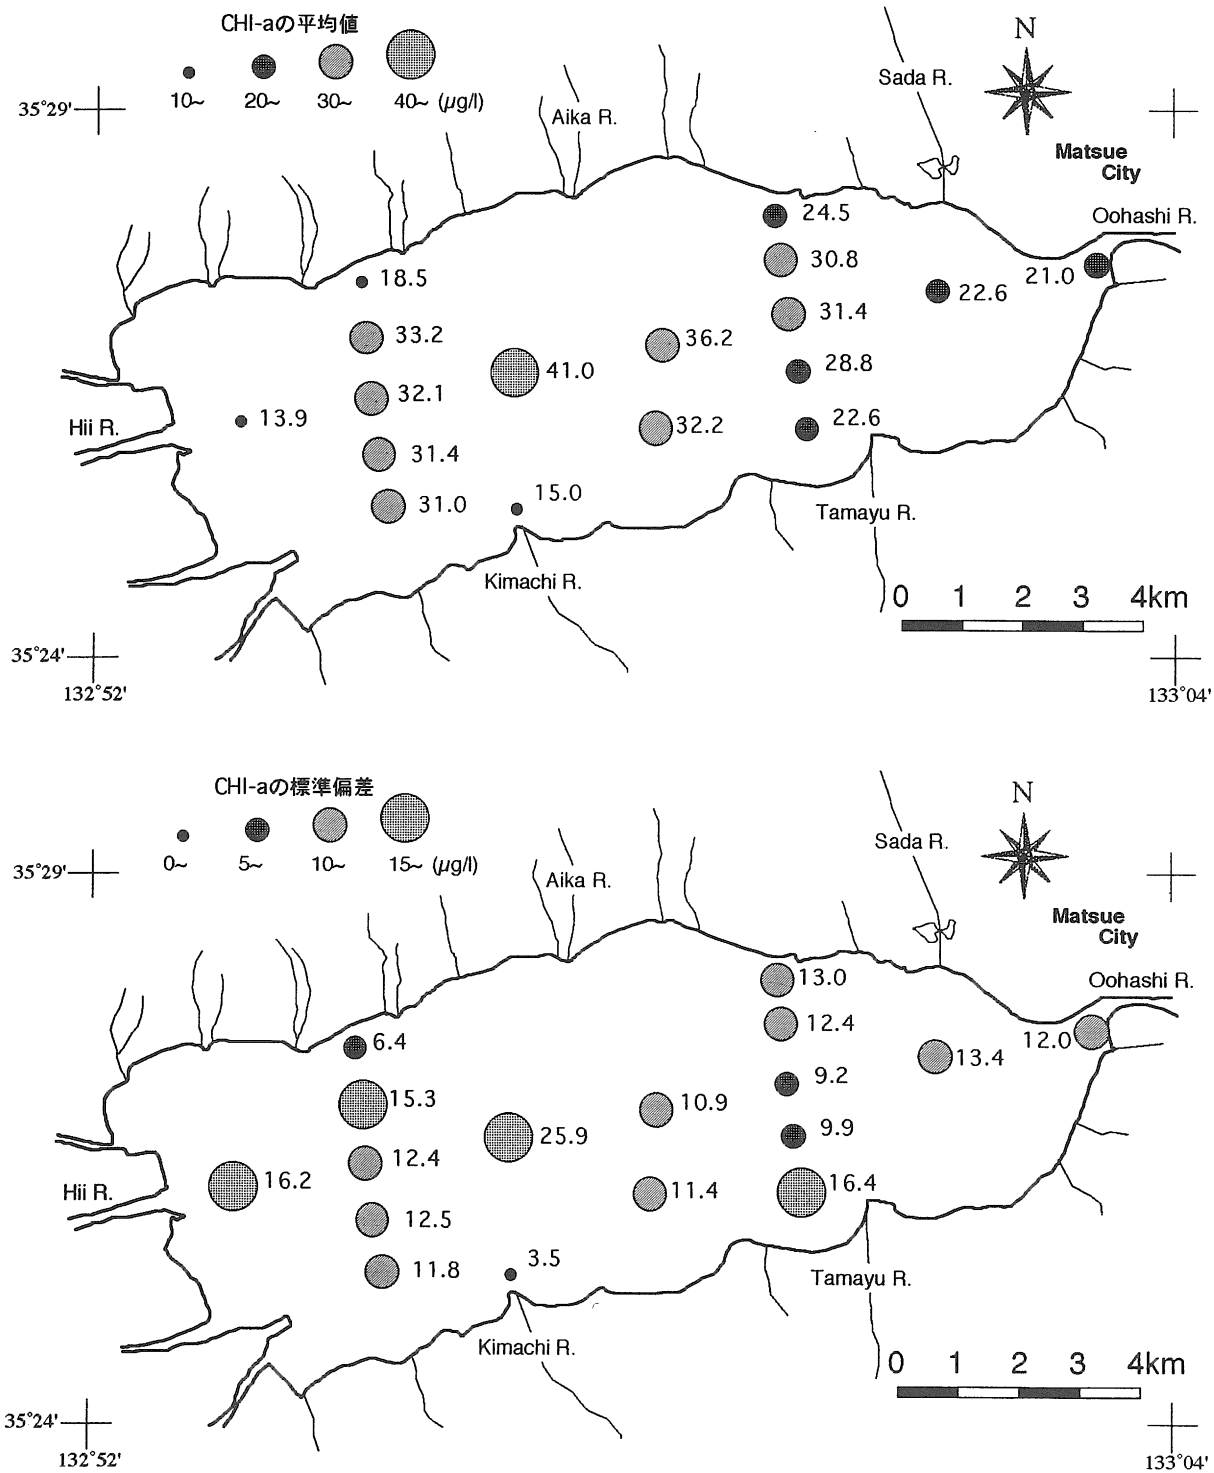 CHI-aの平均値
10~ 20~ 30~ 40~ (µg/l)
35°29'
Aika R.
Sada R.
N
Matsue
City
Oohashi R.
24.5
30.8
21.0
22.6
18.5
31.4
33.2
36.2
41.0
28.8
32.1
13.9
32.2
22.6
Hii R.
31.4
31.0
15.0
Tamayu R.
Kimachi R.
0 1 2 3 4km
35°24'
132°52'
133°04'
CHI-aの標準偏差
0~ 5~ 10~ 15~ (µg/l)
35°29'
Aika R.
Sada R.
N
Matsue
City
Oohashi R.
13.0
12.4
12.0
13.4
6.4
9.2
15.3
10.9
9.9
25.9
12.4
16.2
11.4
16.4
Hii R.
12.5
11.8
3.5
Tamayu R.
Kimachi R.
0 1 2 3 4km
35°24'
132°52'
133°04'